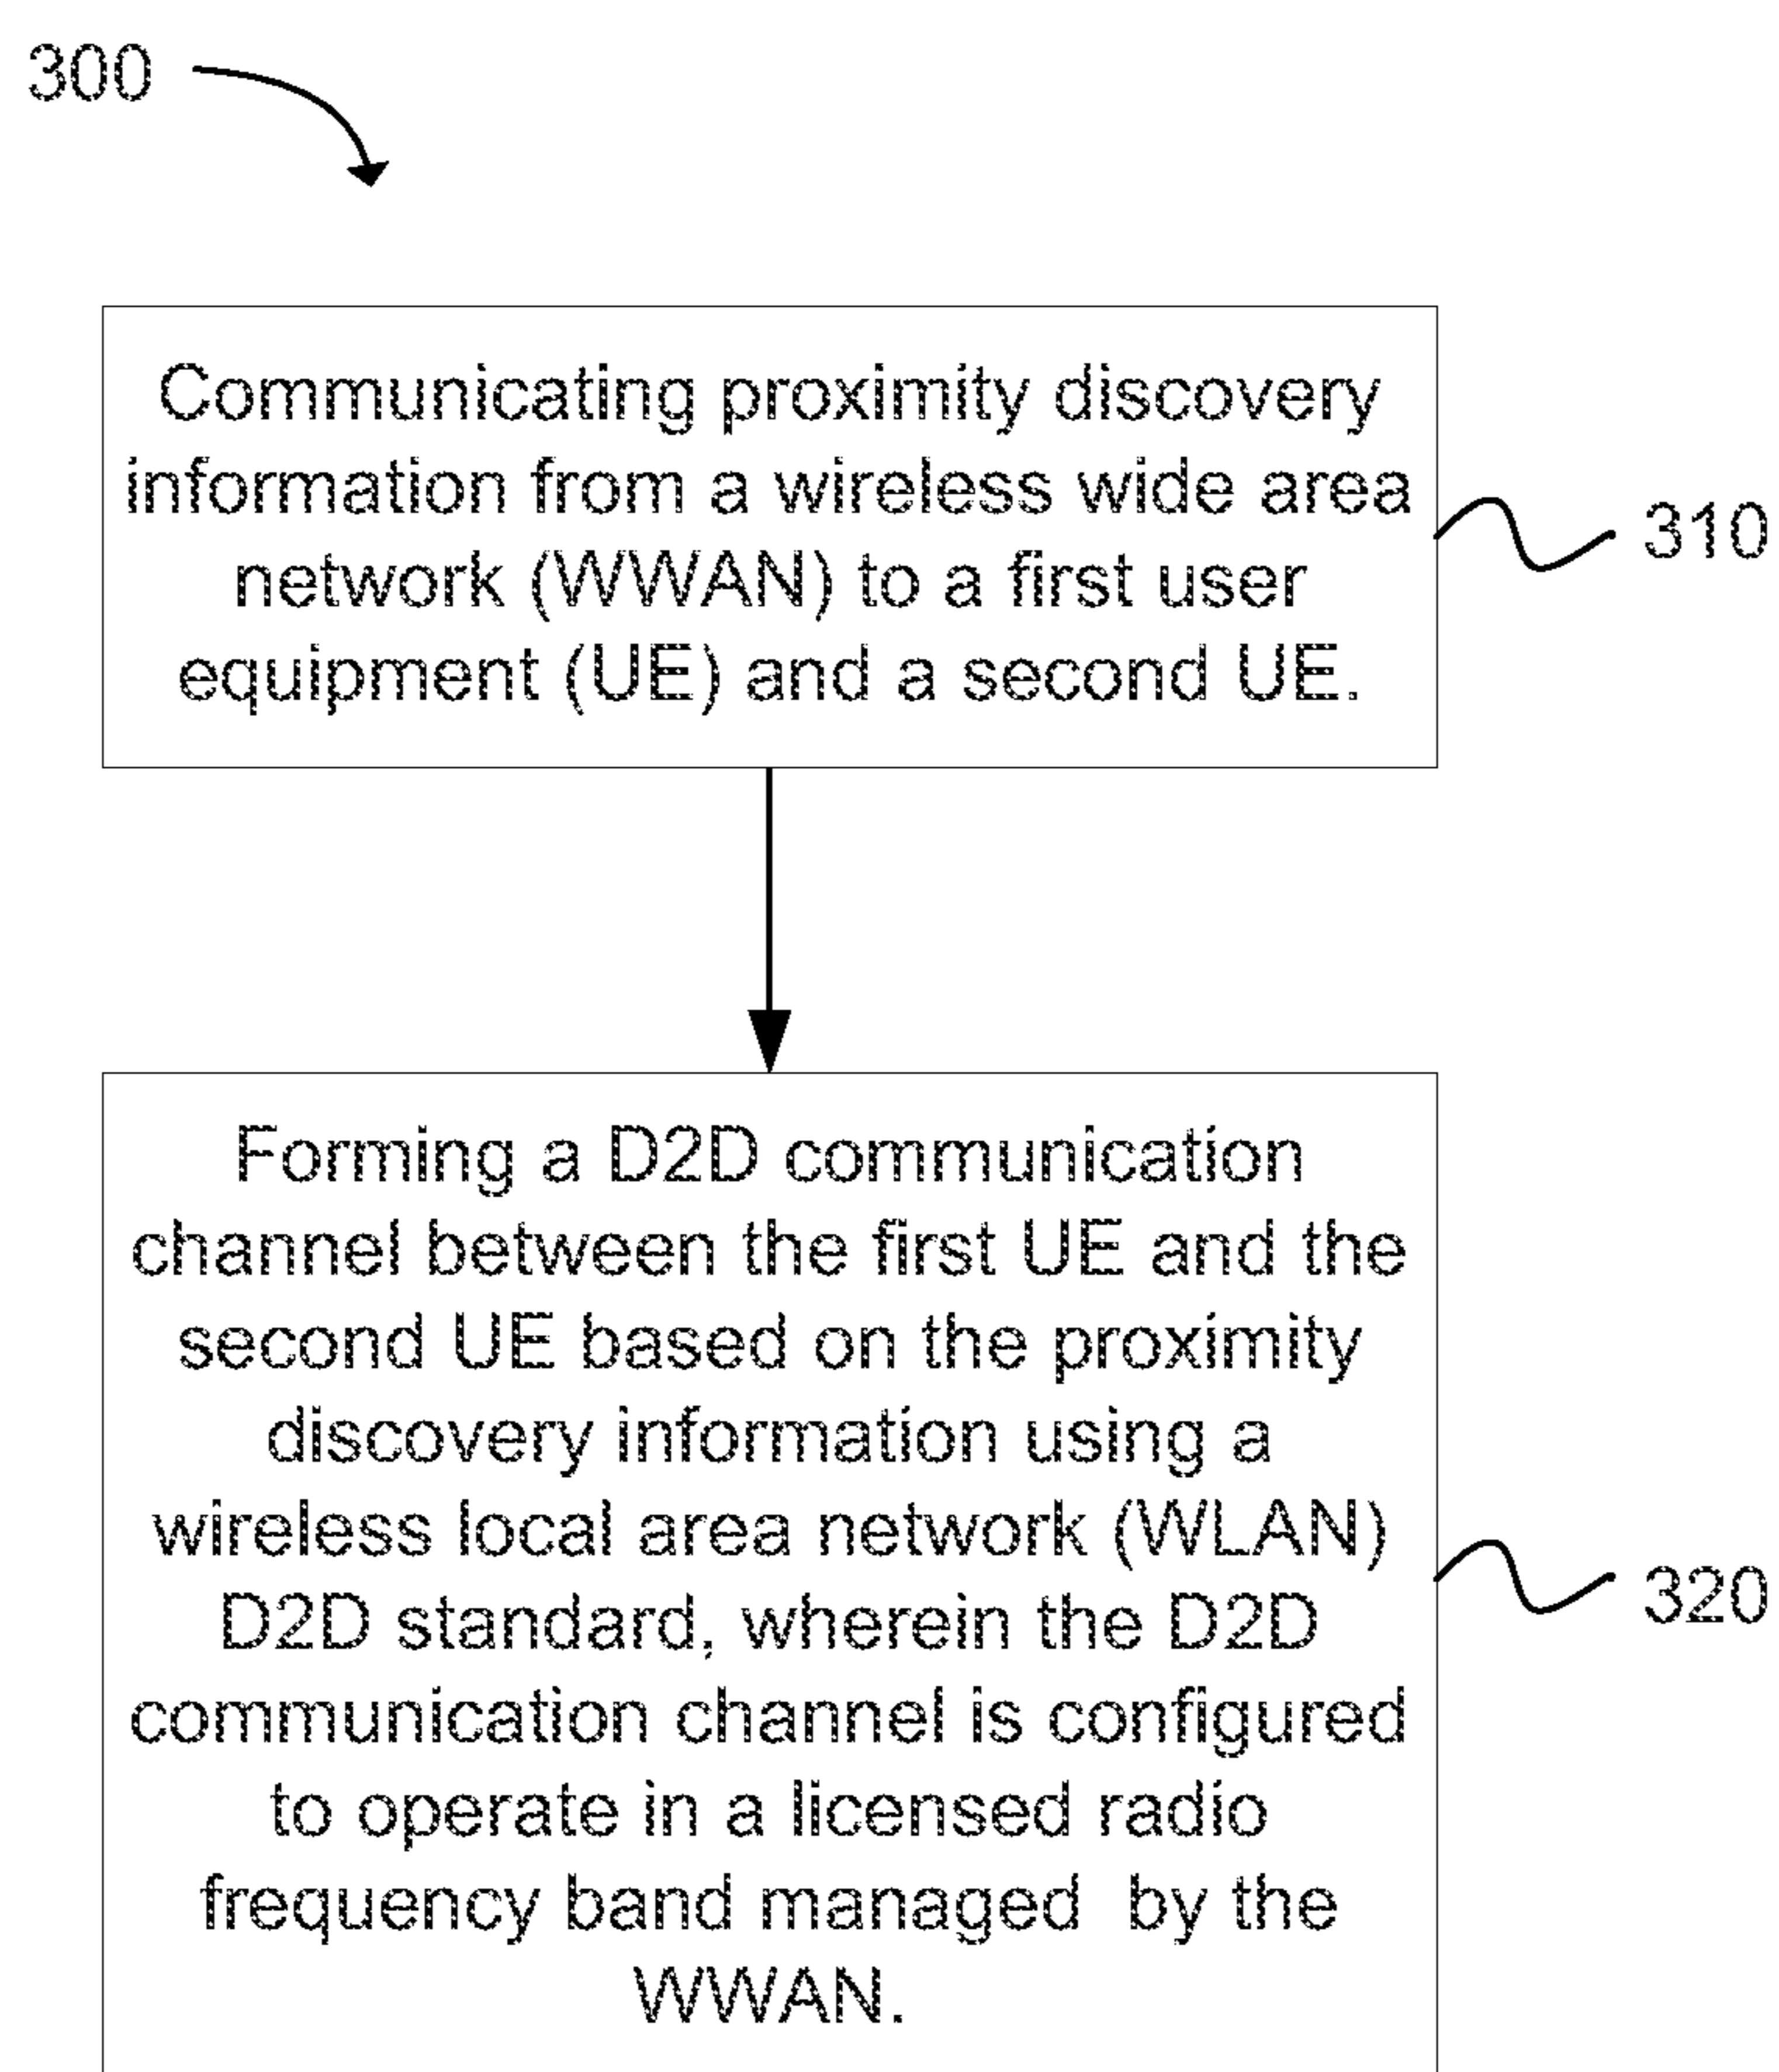 300
Communicating proximity discovery
information from a wireless wide area
network (WWAN) to a first user
equipment (UE) and a second UE.
310
Forming a D2D communication
channel between the first UE and the
second UE based on the proximity
discovery information using a
wireless local area network (WLAN)
D2D standard, wherein the D2D
communication channel is configured
to operate in a licensed radio
frequency band managed  by the
WWAN.
320